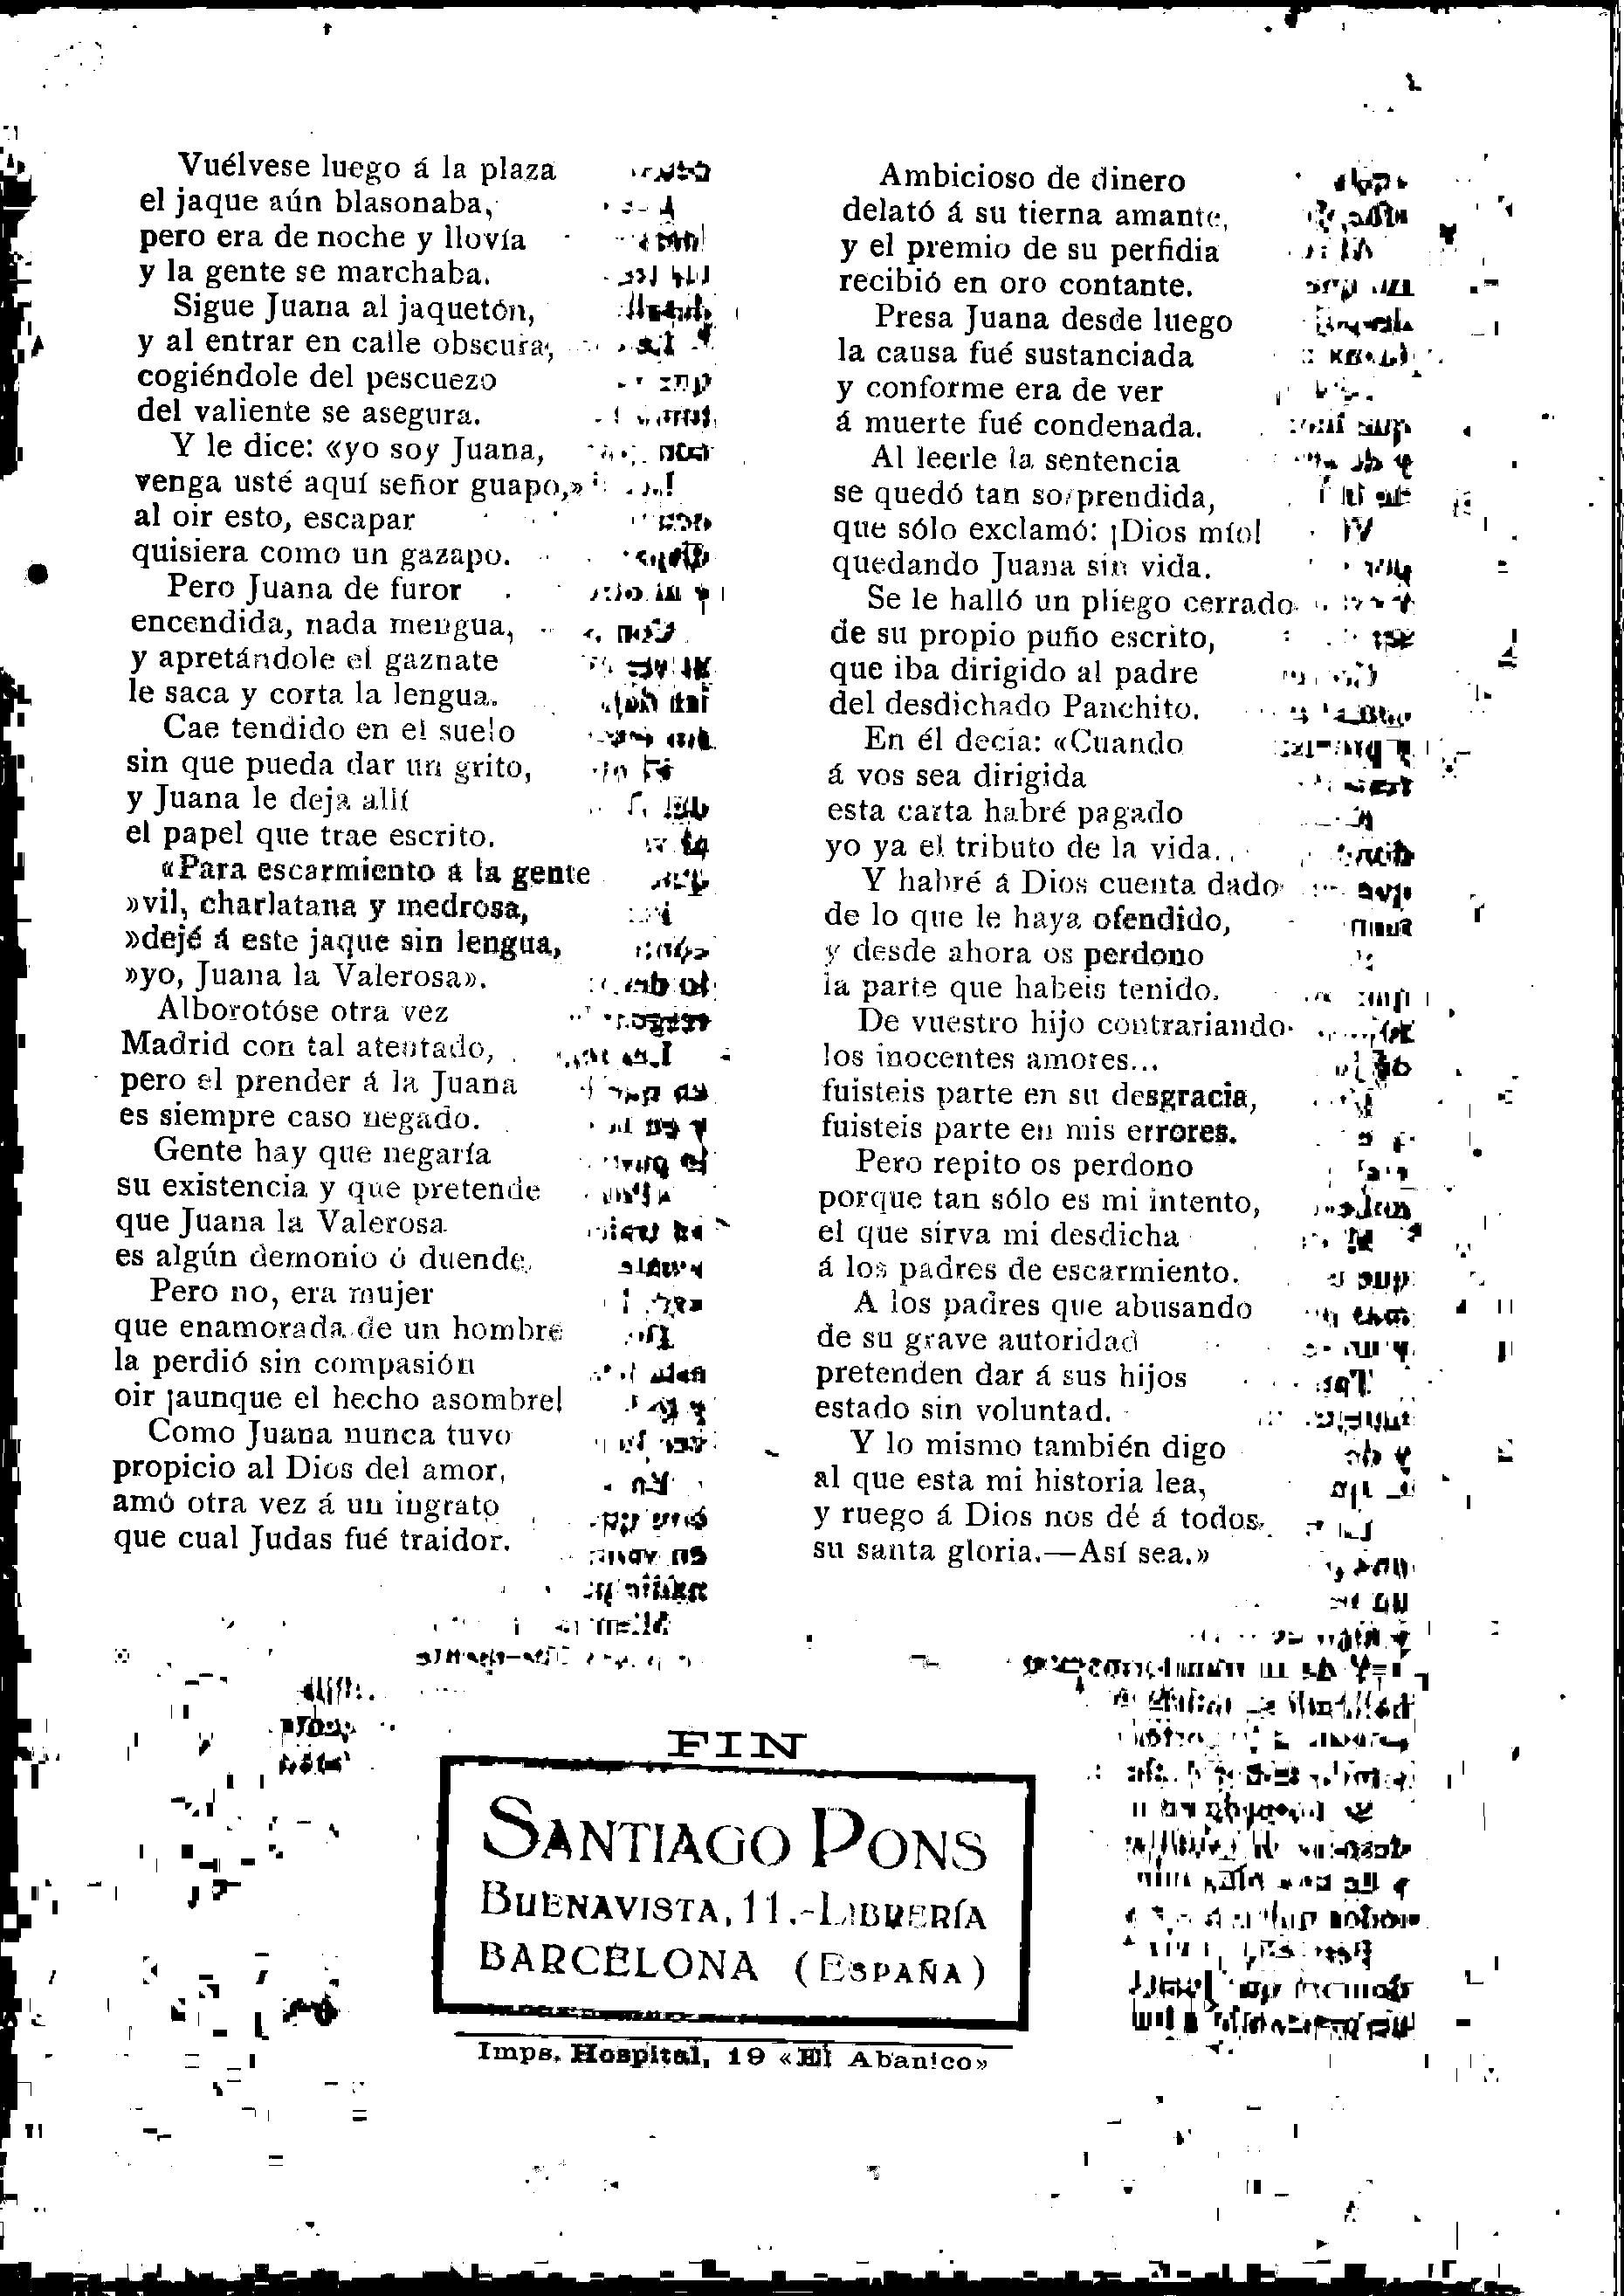 Vuélvese luego á la plaza
el jaque aún blasonaba,
pero era de noche y llovía
y la gente se marchaba.
Sigue Juana al jaquetón,
y al entrar en calle obscura,
cogiéndole del pescuezo
del valiente se asegura.
Y le dice: «yo soy Juana,
venga usté aquí señor guapo,»
al oir esto, escapar
quisiera como un gazapo.
Pero Juana de furor
encendida, nada mengua,
y apretándole el gaznate
le saca y corta la lengua.
Cae tendido en el suelo
sin que pueda dar un grito,
y Juana le deja allí
el papel que trae escrito.
«Para escarmiento a la gente
»vil, charlatana y medrosa,
»dejé á este jaque sin lengua,
»yo, Juana la Valerosa».
Alborotóse otra vez
Madrid con tal atentado,
pero el prender á la Juana
es siempre caso negado.
Gente hay que negaría
su existencia y que pretende
que Juana la Valerosa
es algún demonio ó duende.
Pero no, era mujer
que enamorada de un hombre
la perdió sin compasión
oir ¡aunque el hecho asombre!
Como Juana nunca tuvo
propicio al Dios del amor,
amó otra vez á un ingrato
que cual Judas fué traidor.
Ambicioso de dinero
delató á su tierna amante,
y el premio de su perfidia
recibió en oro contante.
Presa Juana desde luego
la causa fué sustanciada
y conforme era de ver
á muerte fué condenada.
Al leerle la sentencia
se quedó tan sorprendida,
que sólo exclamó: ¡Dios mío!
quedando Juana sin vida.
Se le halló un pliego cerrado
de su propio puño escrito,
que iba dirigido al padre
del desdichado Panchito.
En él decía: «Cuando
á vos sea dirigida
esta carta habré pagado
yo ya el tributo de la vida.
Y habré á Dios cuenta dado
de lo que le haya ofendido,
y desde ahora os perdono
la parte que habeis tenido.
De vuestro hijo contrariando
los inocentes amores...
fuisteis parte en su desgracia,
fuisteis parte en mis errores.
Pero repito os perdono
porque tan sólo es mi intento,
el que sirva mi desdicha
á los padres de escarmiento.
A los padres que abusando
de su grave autoridad
pretenden dar á sus hijos
estado sin voluntad.
Y lo mismo también digo
al que esta mi historia lea,
y ruego á Dios nos dé á todos
su santa gloria.—Así sea.»
FIN
SANTIAGO PONS
BUENAVISTA, 11.-LIBRERÍA
BARCELONA (ESPAÑA)
Imps. Hospital, 19 «El Abanico»